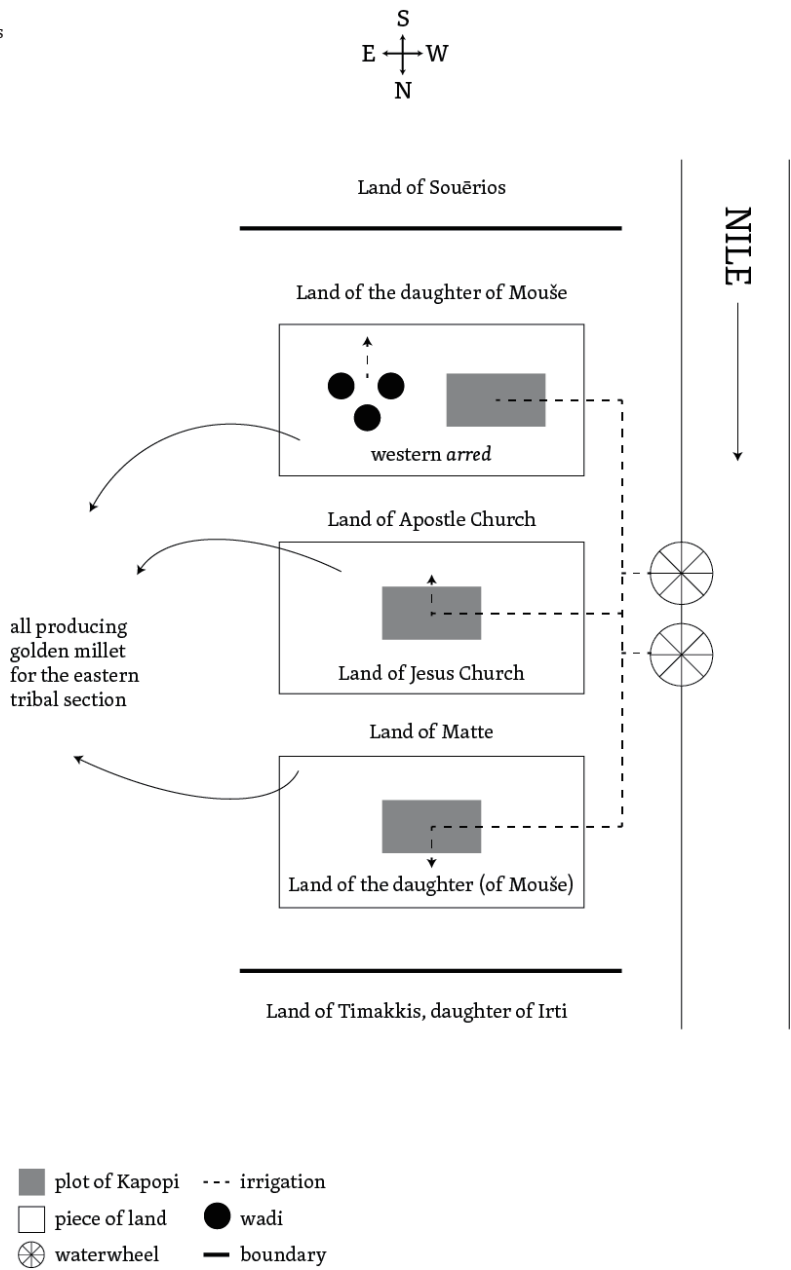 s
S
E W
N
Land of Souērios
NILE
Land of the daughter of Mouše
western arred
Land of Apostle Church
all producing
golden millet
for the eastern
tribal section
Land of Jesus Church
Land of Matte
Land of the daughter (of Mouše)
Land of Timakkis, daughter of Irti
plot of Kapopi irrigation
piece of land wadi
waterwheel boundary